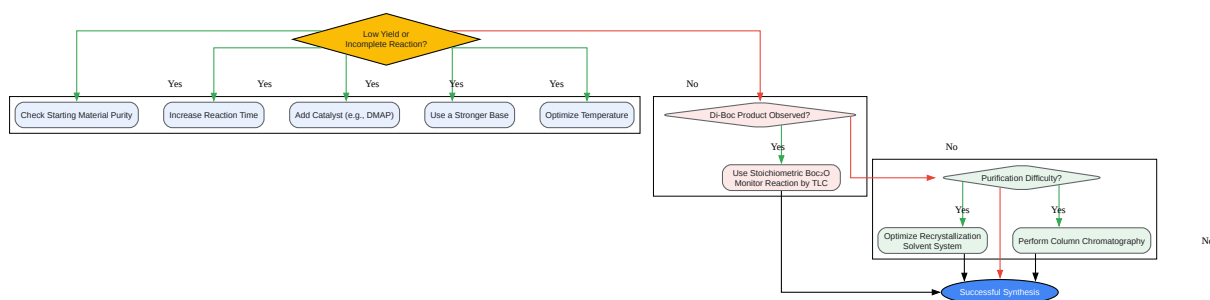 Low Yield or
Incomplete Reaction?
Yes
Yes
Yes
Yes
Yes
No
Check Starting Material Purity
Increase Reaction Time
Add Catalyst (e.g., DMAP)
Use a Stronger Base
Optimize Temperature
Di-Boc Product Observed?
Yes
No
Use Stoichiometric Boc₂O
Monitor Reaction by TLC
Purification Difficulty?
Yes
Yes
Optimize Recrystallization
Solvent System
Perform Column Chromatography
Successful Synthesis